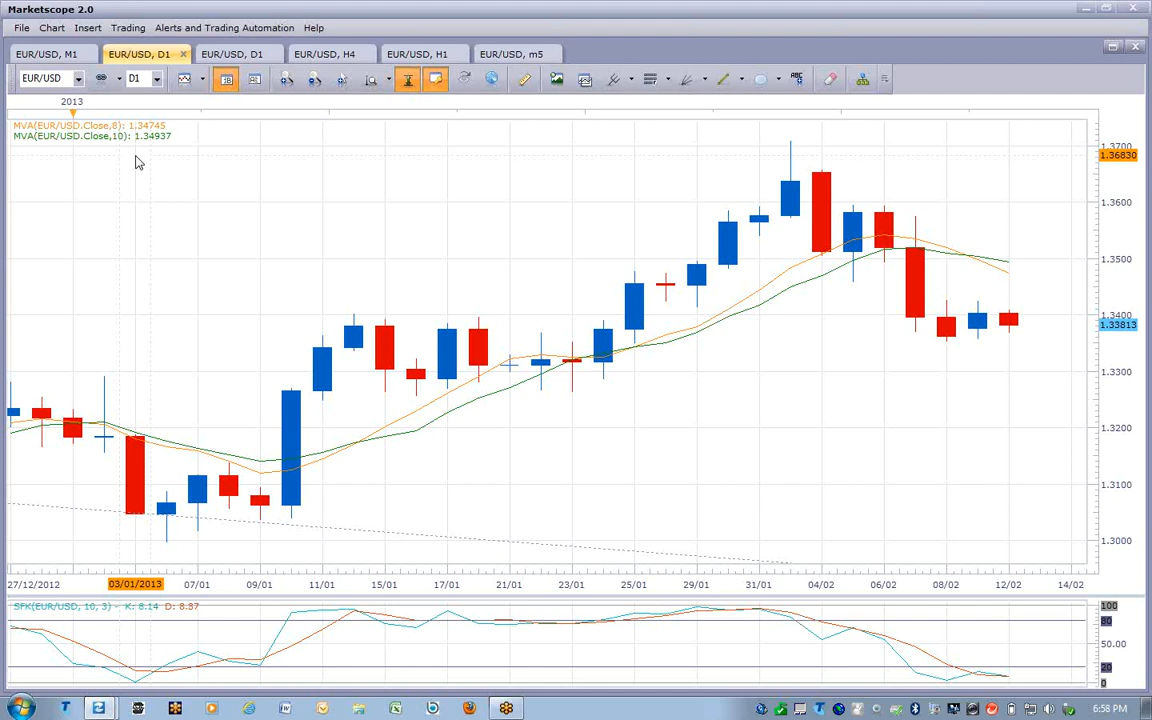 Marketscope 2.0
File Chart Insert Trading Alerts and Trading Automation Help
EUR/USD, M1 EUR/USD, D1 EUR/USD, D1 EUR/USD, H4 EUR/USD, H1 EUR/USD, m5
EUR/USD D1 ABC
2013
MVA(EUR/USD.Close,8): 1.34745
MVA(EUR/USD.Close,10): 1.34937
1.3700
1.36830
1.3600
1.3500
1.3400
1.33813
1.3300
1.3200
1.3100
1.3000
27/12/2012 03/01/2013 07/01 09/01 11/01 15/01 17/01 21/01 23/01 25/01 29/01 31/01 04/02 06/02 08/02 12/02 14/02
SFK(EUR/USD, 10, 3) - K: 8.14 D: 8.87
100
80
50.00
20
0
6:58 PM